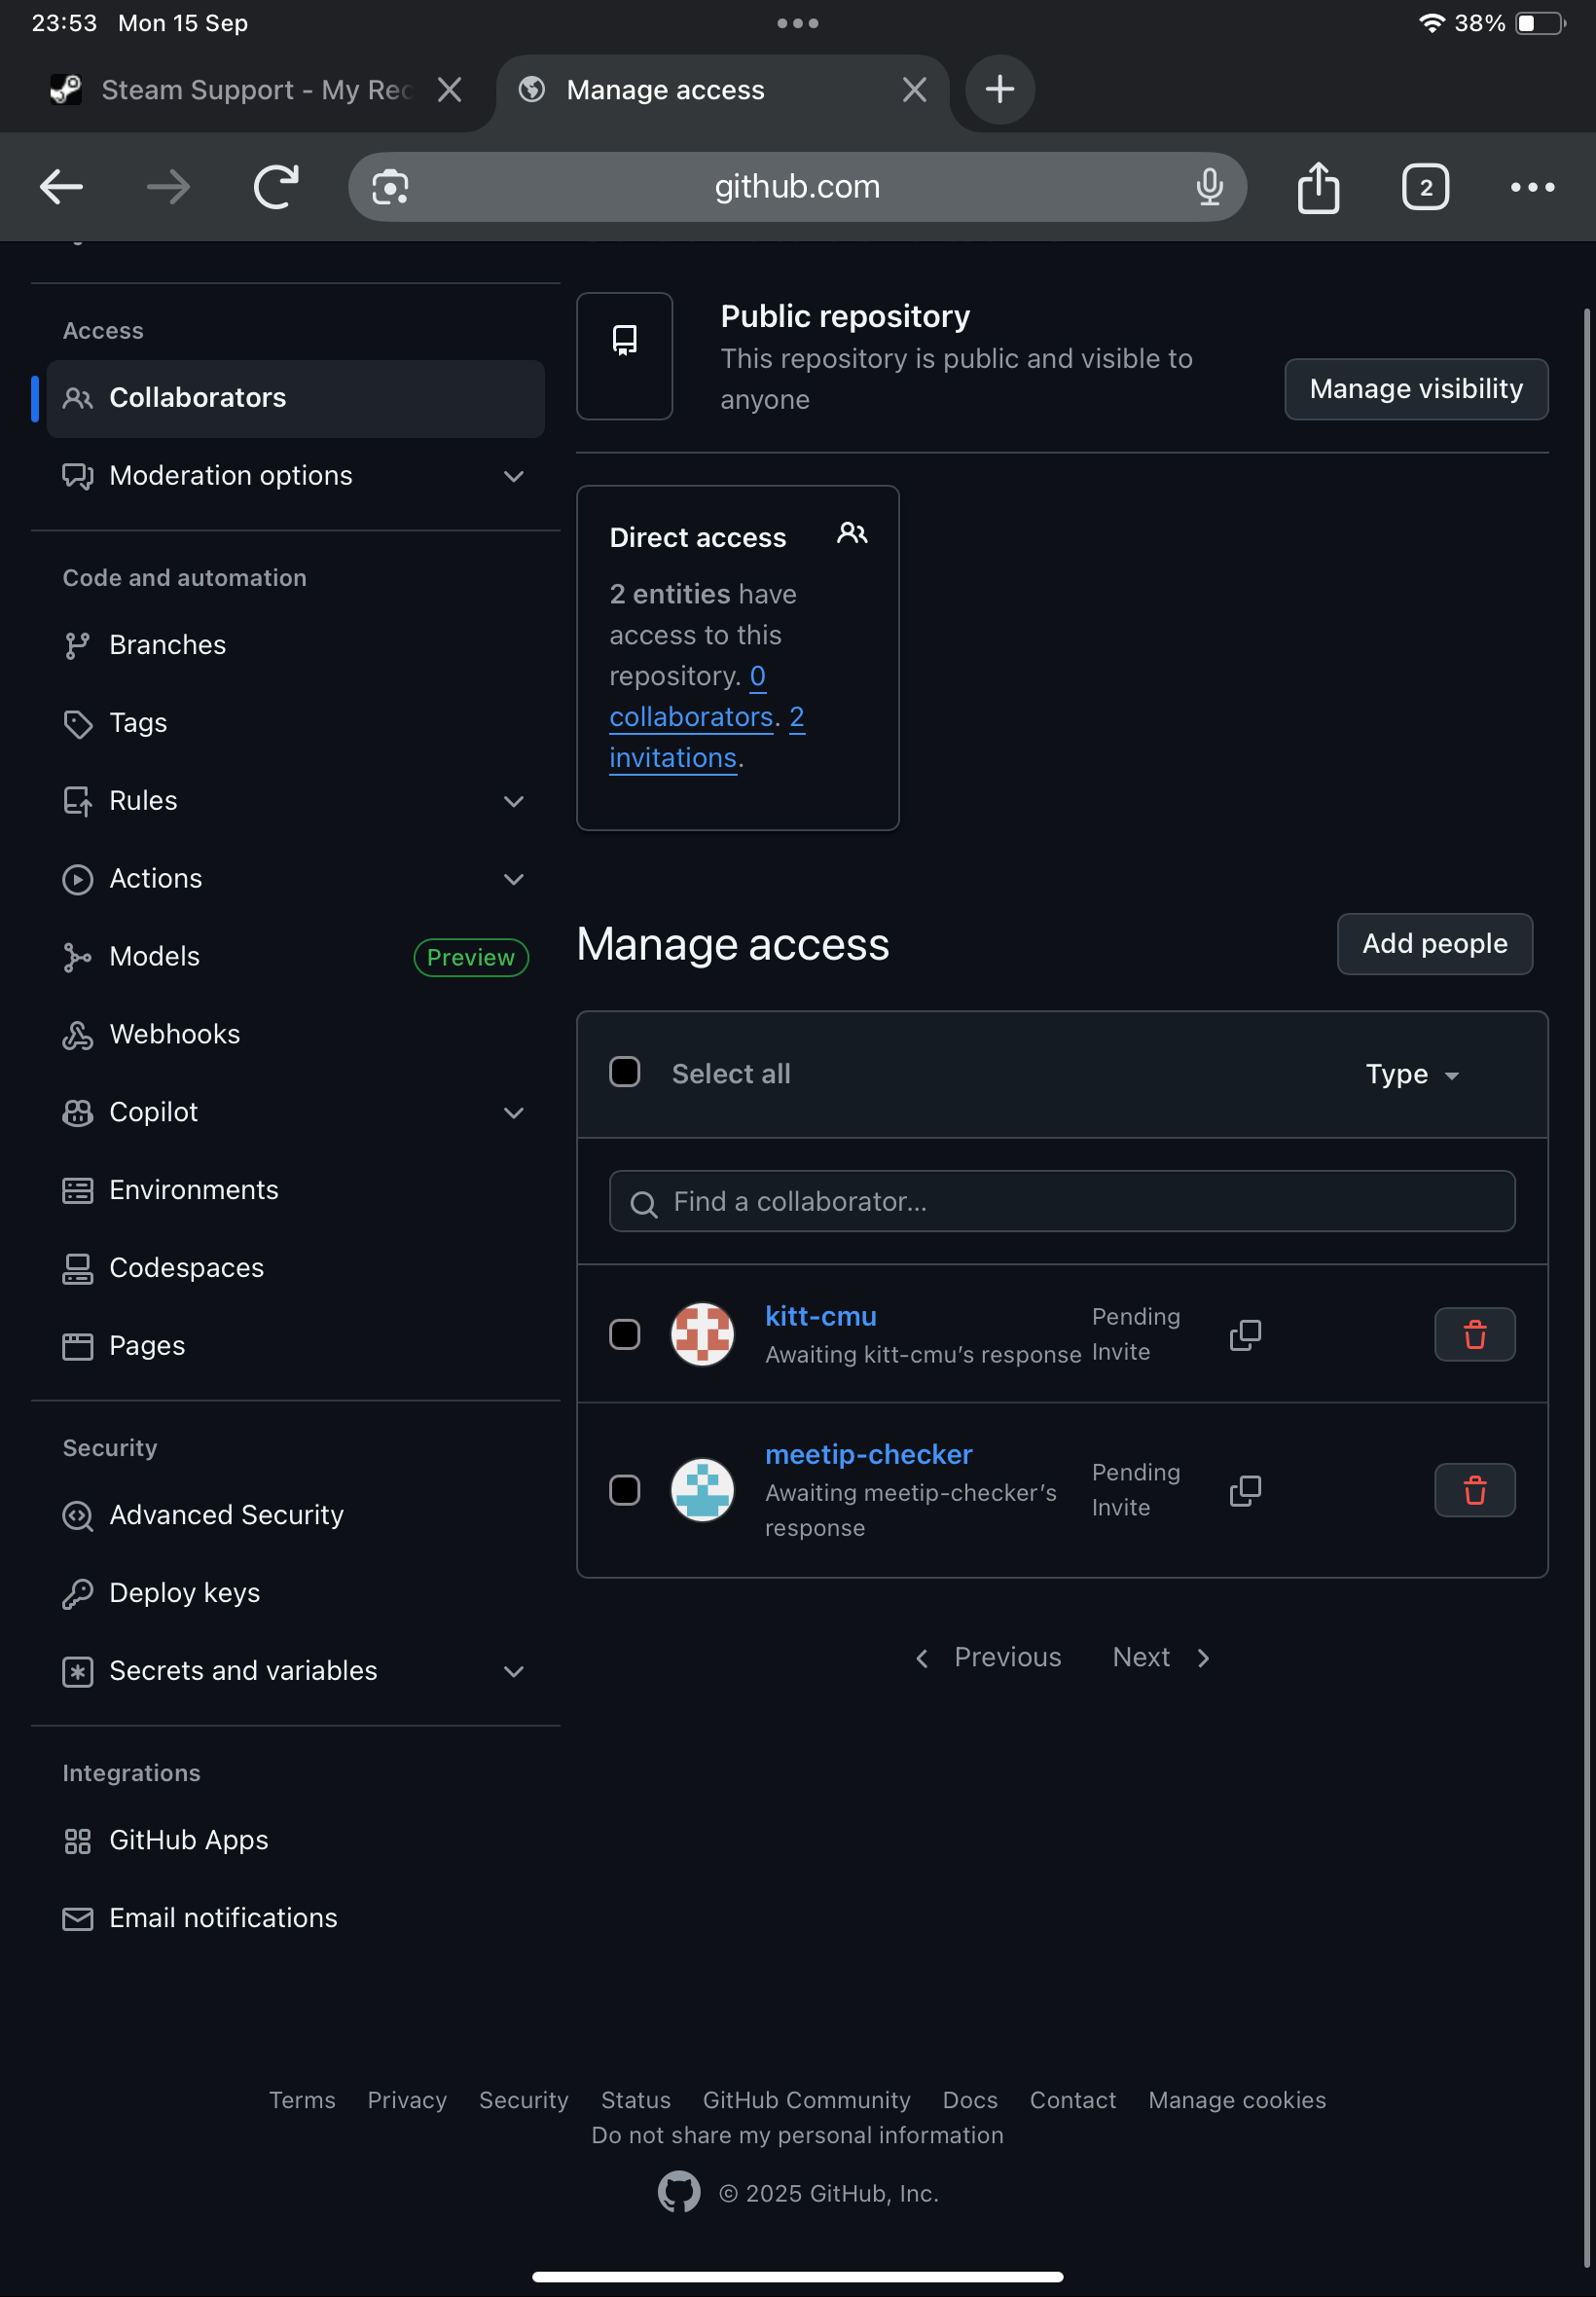 23:53 Mon 15 Sep
38%
Steam Support - My Rec
Manage access
github.com
2
Access
Collaborators
Moderation options
Code and automation
Branches
Tags
Rules
Actions
Models
Preview
Webhooks
Copilot
Environments
Codespaces
Pages
Security
Advanced Security
Deploy keys
Secrets and variables
Integrations
GitHub Apps
Email notifications
Public repository
This repository is public and visible to
anyone
Manage visibility
Direct access
2 entities have
access to this
repository. 0
collaborators. 2
invitations.
Manage access
Add people
Select all
Type
Find a collaborator...
kitt-cmu
Awaiting kitt-cmu’s response
Pending
Invite
meetip-checker
Awaiting meetip-checker’s
response
Pending
Invite
Previous
Next
Terms Privacy Security Status GitHub Community Docs Contact Manage cookies
Do not share my personal information
© 2025 GitHub, Inc.